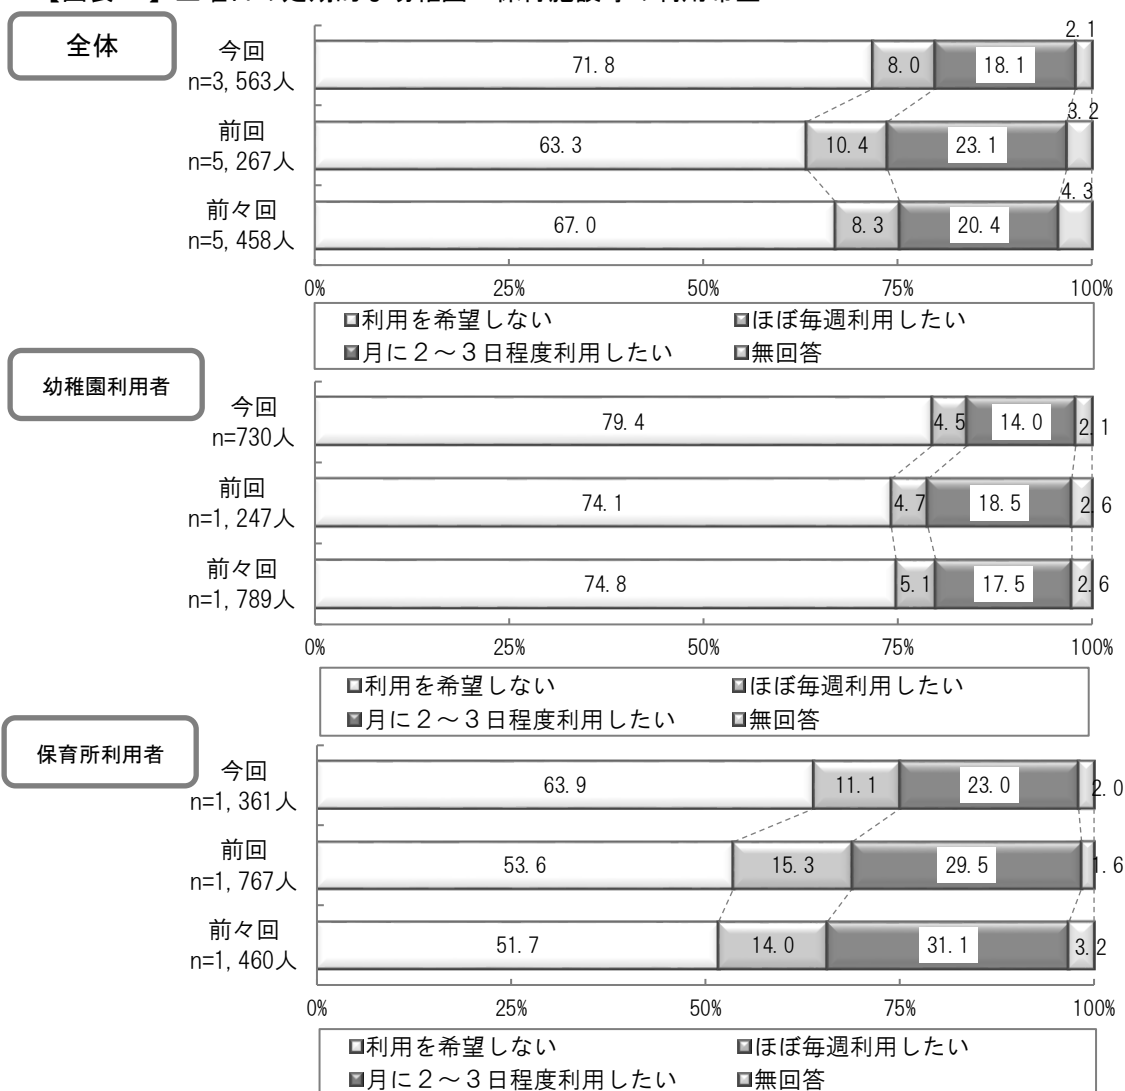 全体
今回
n=3,563人
71.8 8.0 18.1 2.1
前回
n=5,267人
63.3 10.4 23.1 3.2
前々回
n=5,458人
67.0 8.3 20.4 4.3
0% 25% 50% 75% 100%
利用を希望しない ほぼ毎週利用したい
月に2~3日程度利用したい 無回答
幼稚園利用者
今回
n=730人
79.4 4.5 14.0 2.1
前回
n=1,247人
74.1 4.7 18.5 2.6
前々回
n=1,789人
74.8 5.1 17.5 2.6
0% 25% 50% 75% 100%
利用を希望しない ほぼ毎週利用したい
月に2~3日程度利用したい 無回答
保育所利用者
今回
n=1,361人
63.9 11.1 23.0 2.0
前回
n=1,767人
53.6 15.3 29.5 1.6
前々回
n=1,460人
51.7 14.0 31.1 3.2
0% 25% 50% 75% 100%
利用を希望しない ほぼ毎週利用したい
月に2~3日程度利用したい 無回答